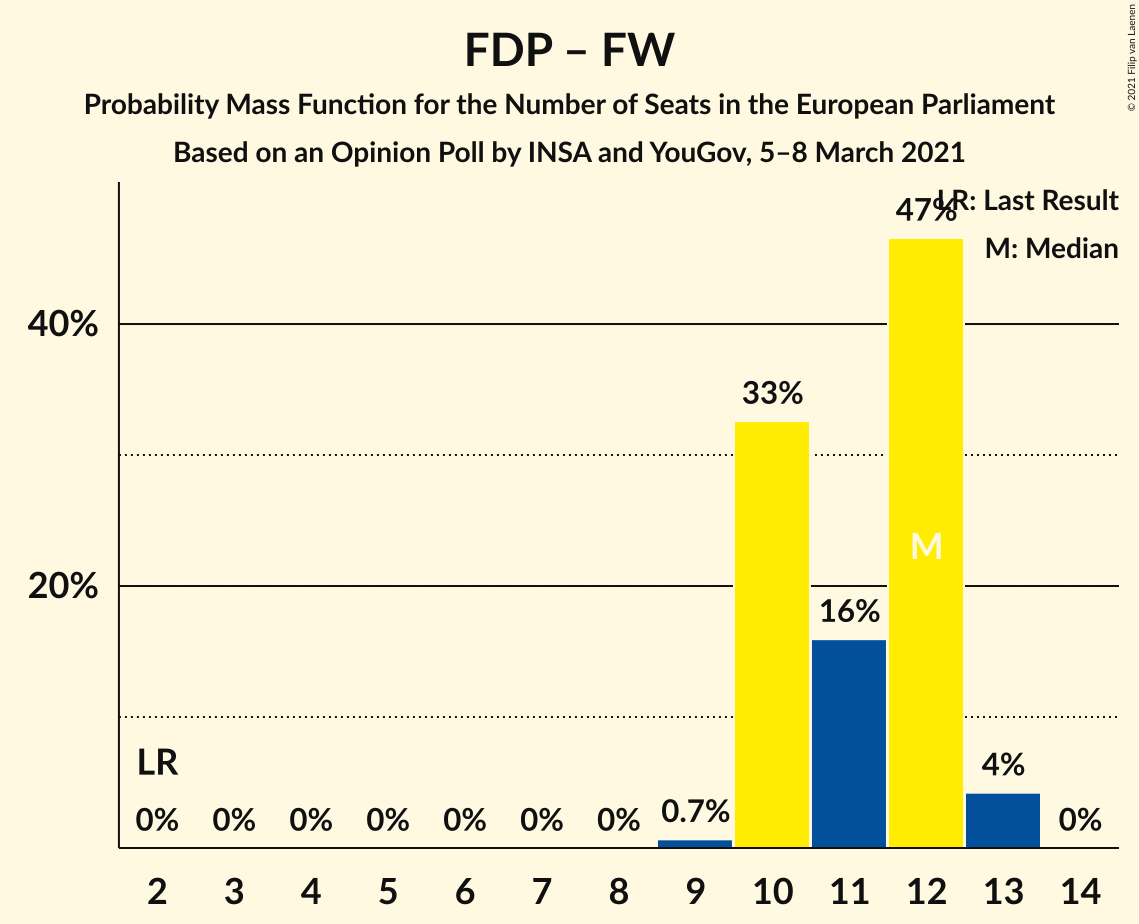 FDP – FW
Probability Mass Function for the Number of Seats in the European Parliament
Based on an Opinion Poll by INSA and YouGov, 5–8 March 2021
© 2021 Filip van Laenen
LR: Last Result
M: Median
47%
40%
33%
M
20%
16%
LR
4%
0% 0% 0% 0% 0% 0% 0% 0.7% 0%
2 3 4 5 6 7 8 9 10 11 12 13 14